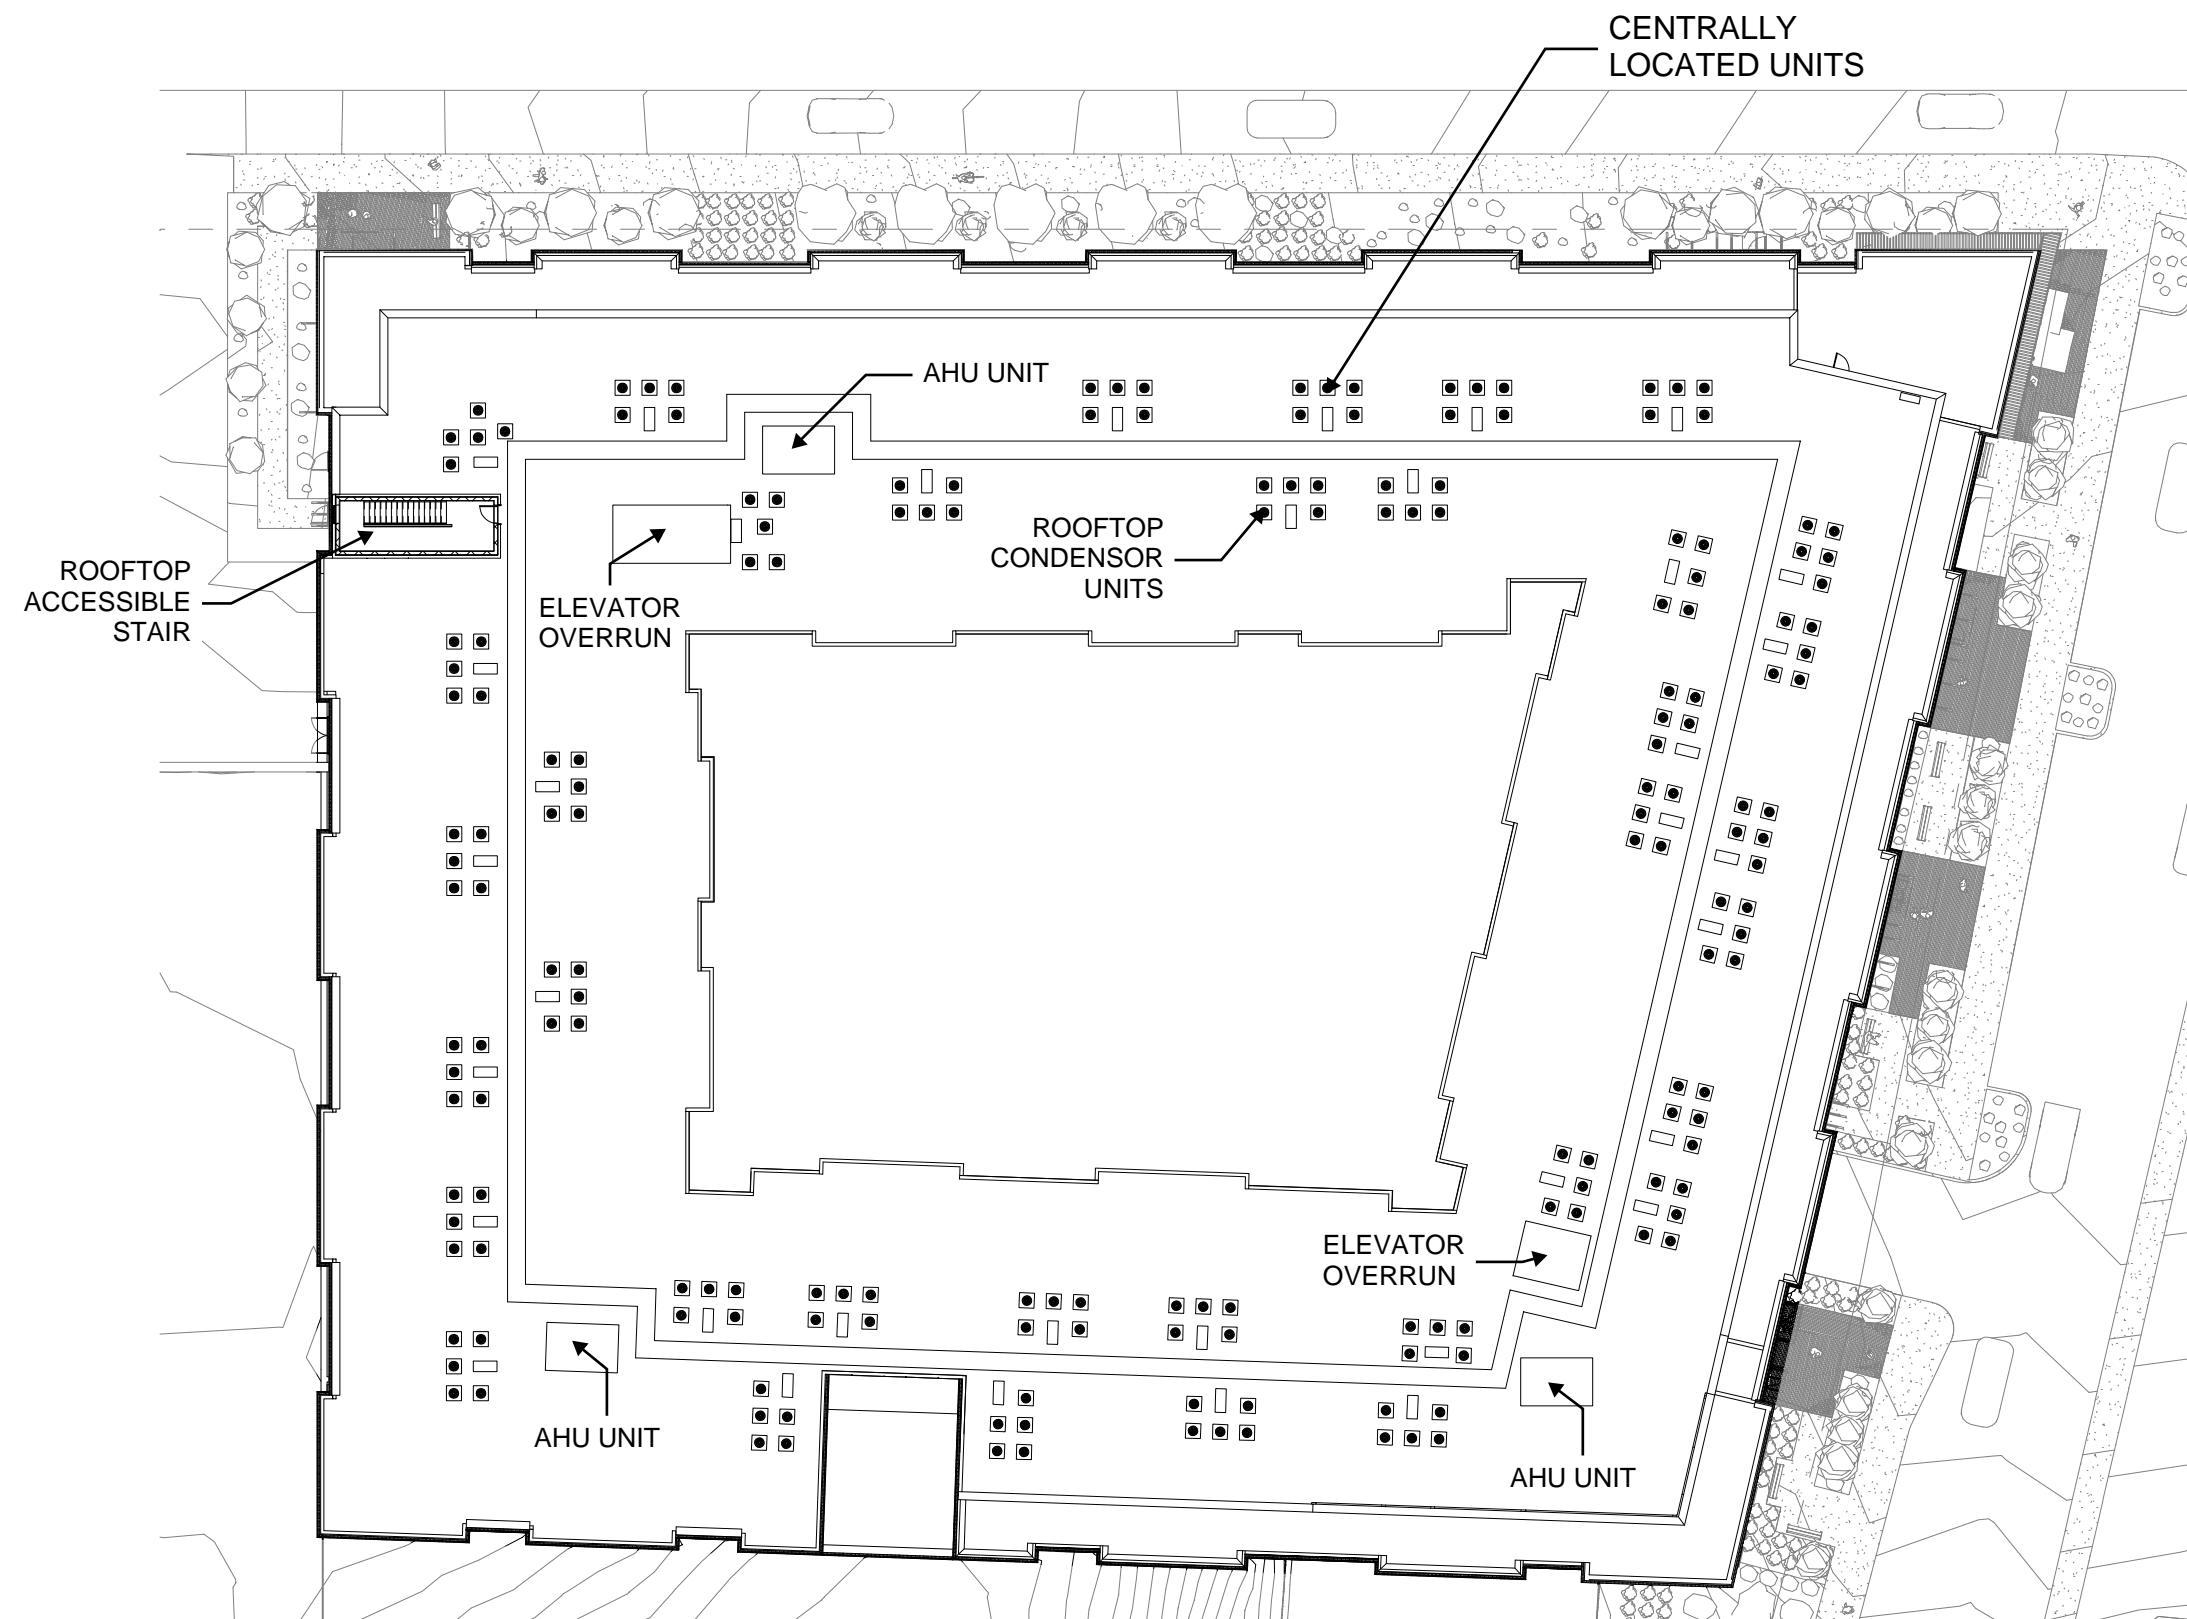 CENTRALLY
LOCATED UNITS
AHU UNIT
ROOFTOP
CONDENSOR
UNITS
ROOFTOP
ACCESSIBLE
STAIR
ELEVATOR
OVERRUN
ELEVATOR
OVERRUN
AHU UNIT
AHU UNIT